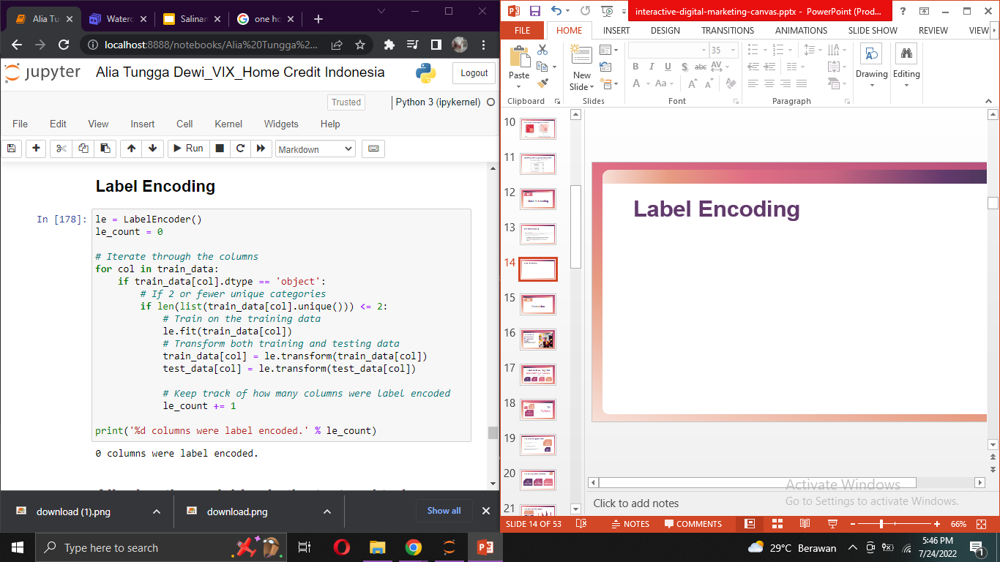 Alia Tu
Waterc
Salinan
one ho
localhost:8888/notebooks/Alia%20Tungga%2...
jupyter
Alia Tungga Dewi_VIX_Home Credit Indonesia
Logout
Trusted
Python 3 (ipykernel)
File Edit View Insert Cell Kernel Widgets Help
Run
Markdown
Label Encoding
In [178]:
le = LabelEncoder()
le_count = 0
# Iterate through the columns
for col in train_data:
    if train_data[col].dtype == 'object':
        # If 2 or fewer unique categories
        if len(list(train_data[col].unique())) <= 2:
            # Train on the training data
            le.fit(train_data[col])
            # Transform both training and testing data
            train_data[col] = le.transform(train_data[col])
            test_data[col] = le.transform(test_data[col])
            # Keep track of how many columns were label encoded
            le_count += 1
print('%d columns were label encoded.' % le_count)
0 columns were label encoded.
download (1).png
download.png
Show all
interactive-digital-marketing-canvas.pptx - PowerPoint (Prod...
FILE HOME INSERT DESIGN TRANSITIONS ANIMATIONS SLIDE SHOW REVIEW VIEW
35
Paste
New
Slide
B I U S abc AV
A Aa A A
Drawing
Editing
Clipboard
Slides
Font
Paragraph
10
11
12
13
14
15
16
17
18
19
20
21
Label Encoding
Activate Windows
Go to Settings to activate Windows.
Click to add notes
SLIDE 14 OF 53
NOTES
COMMENTS
66%
Type here to search
29°C Berawan
5:46 PM
7/24/2022
1